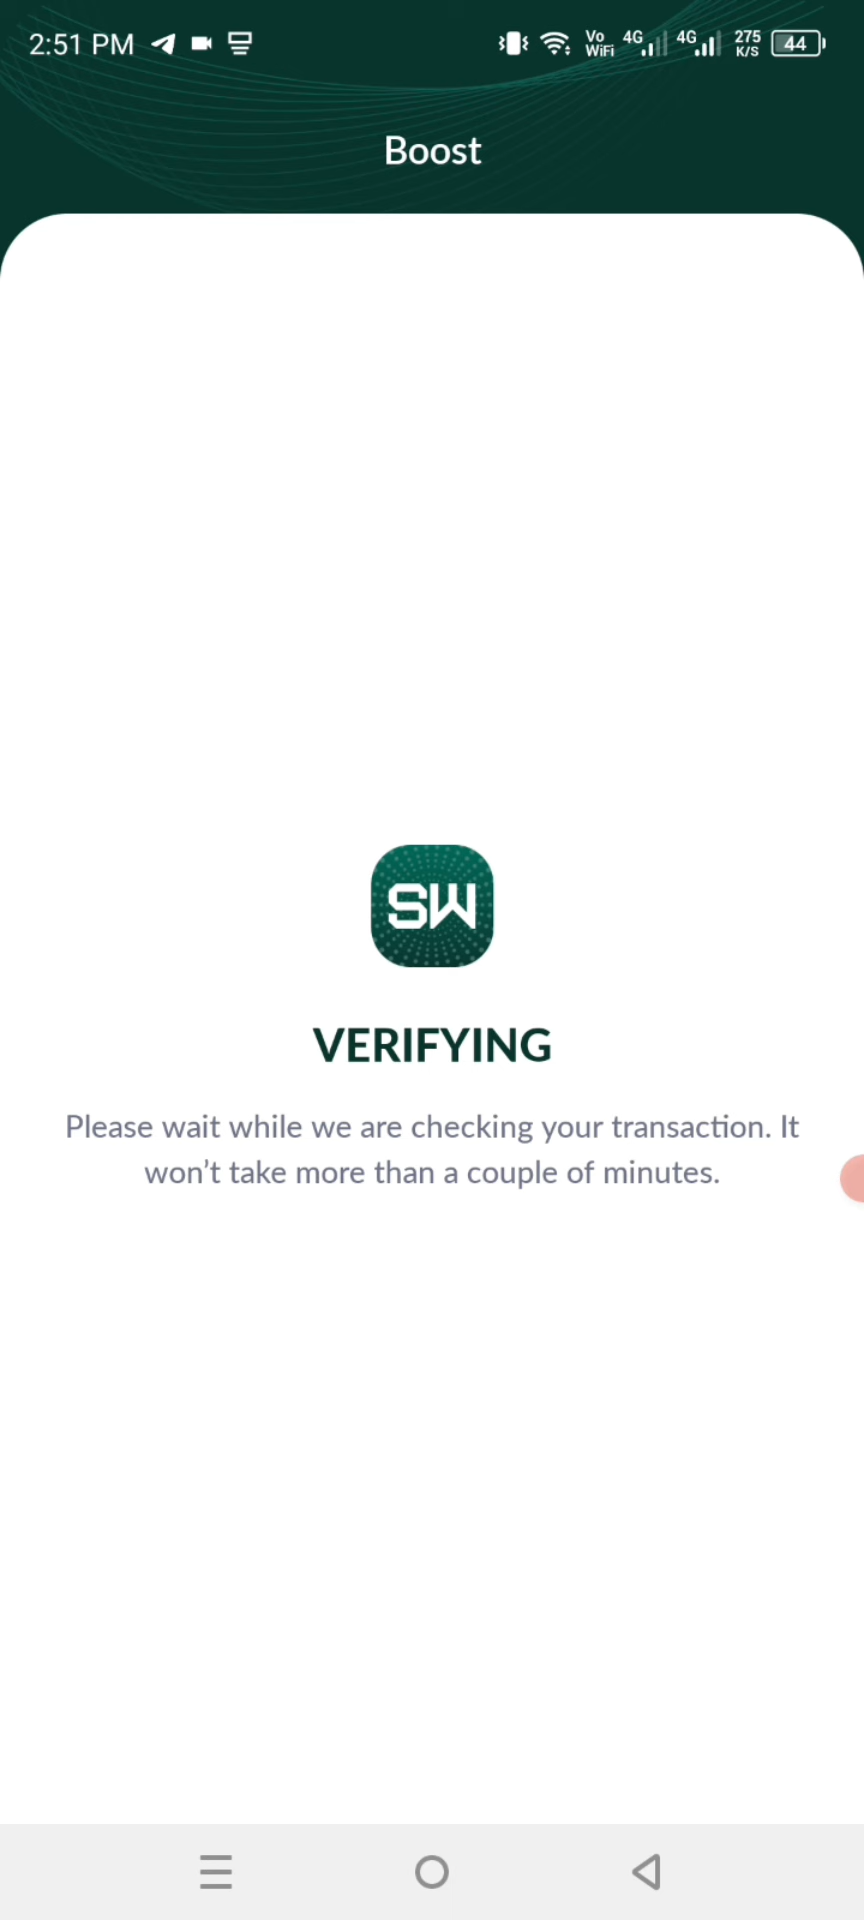 2:51 PM Vo WiFi 4G 4G 275 K/S 44
Boost
SW
VERIFYING
Please wait while we are checking your transaction. It
won't take more than a couple of minutes.